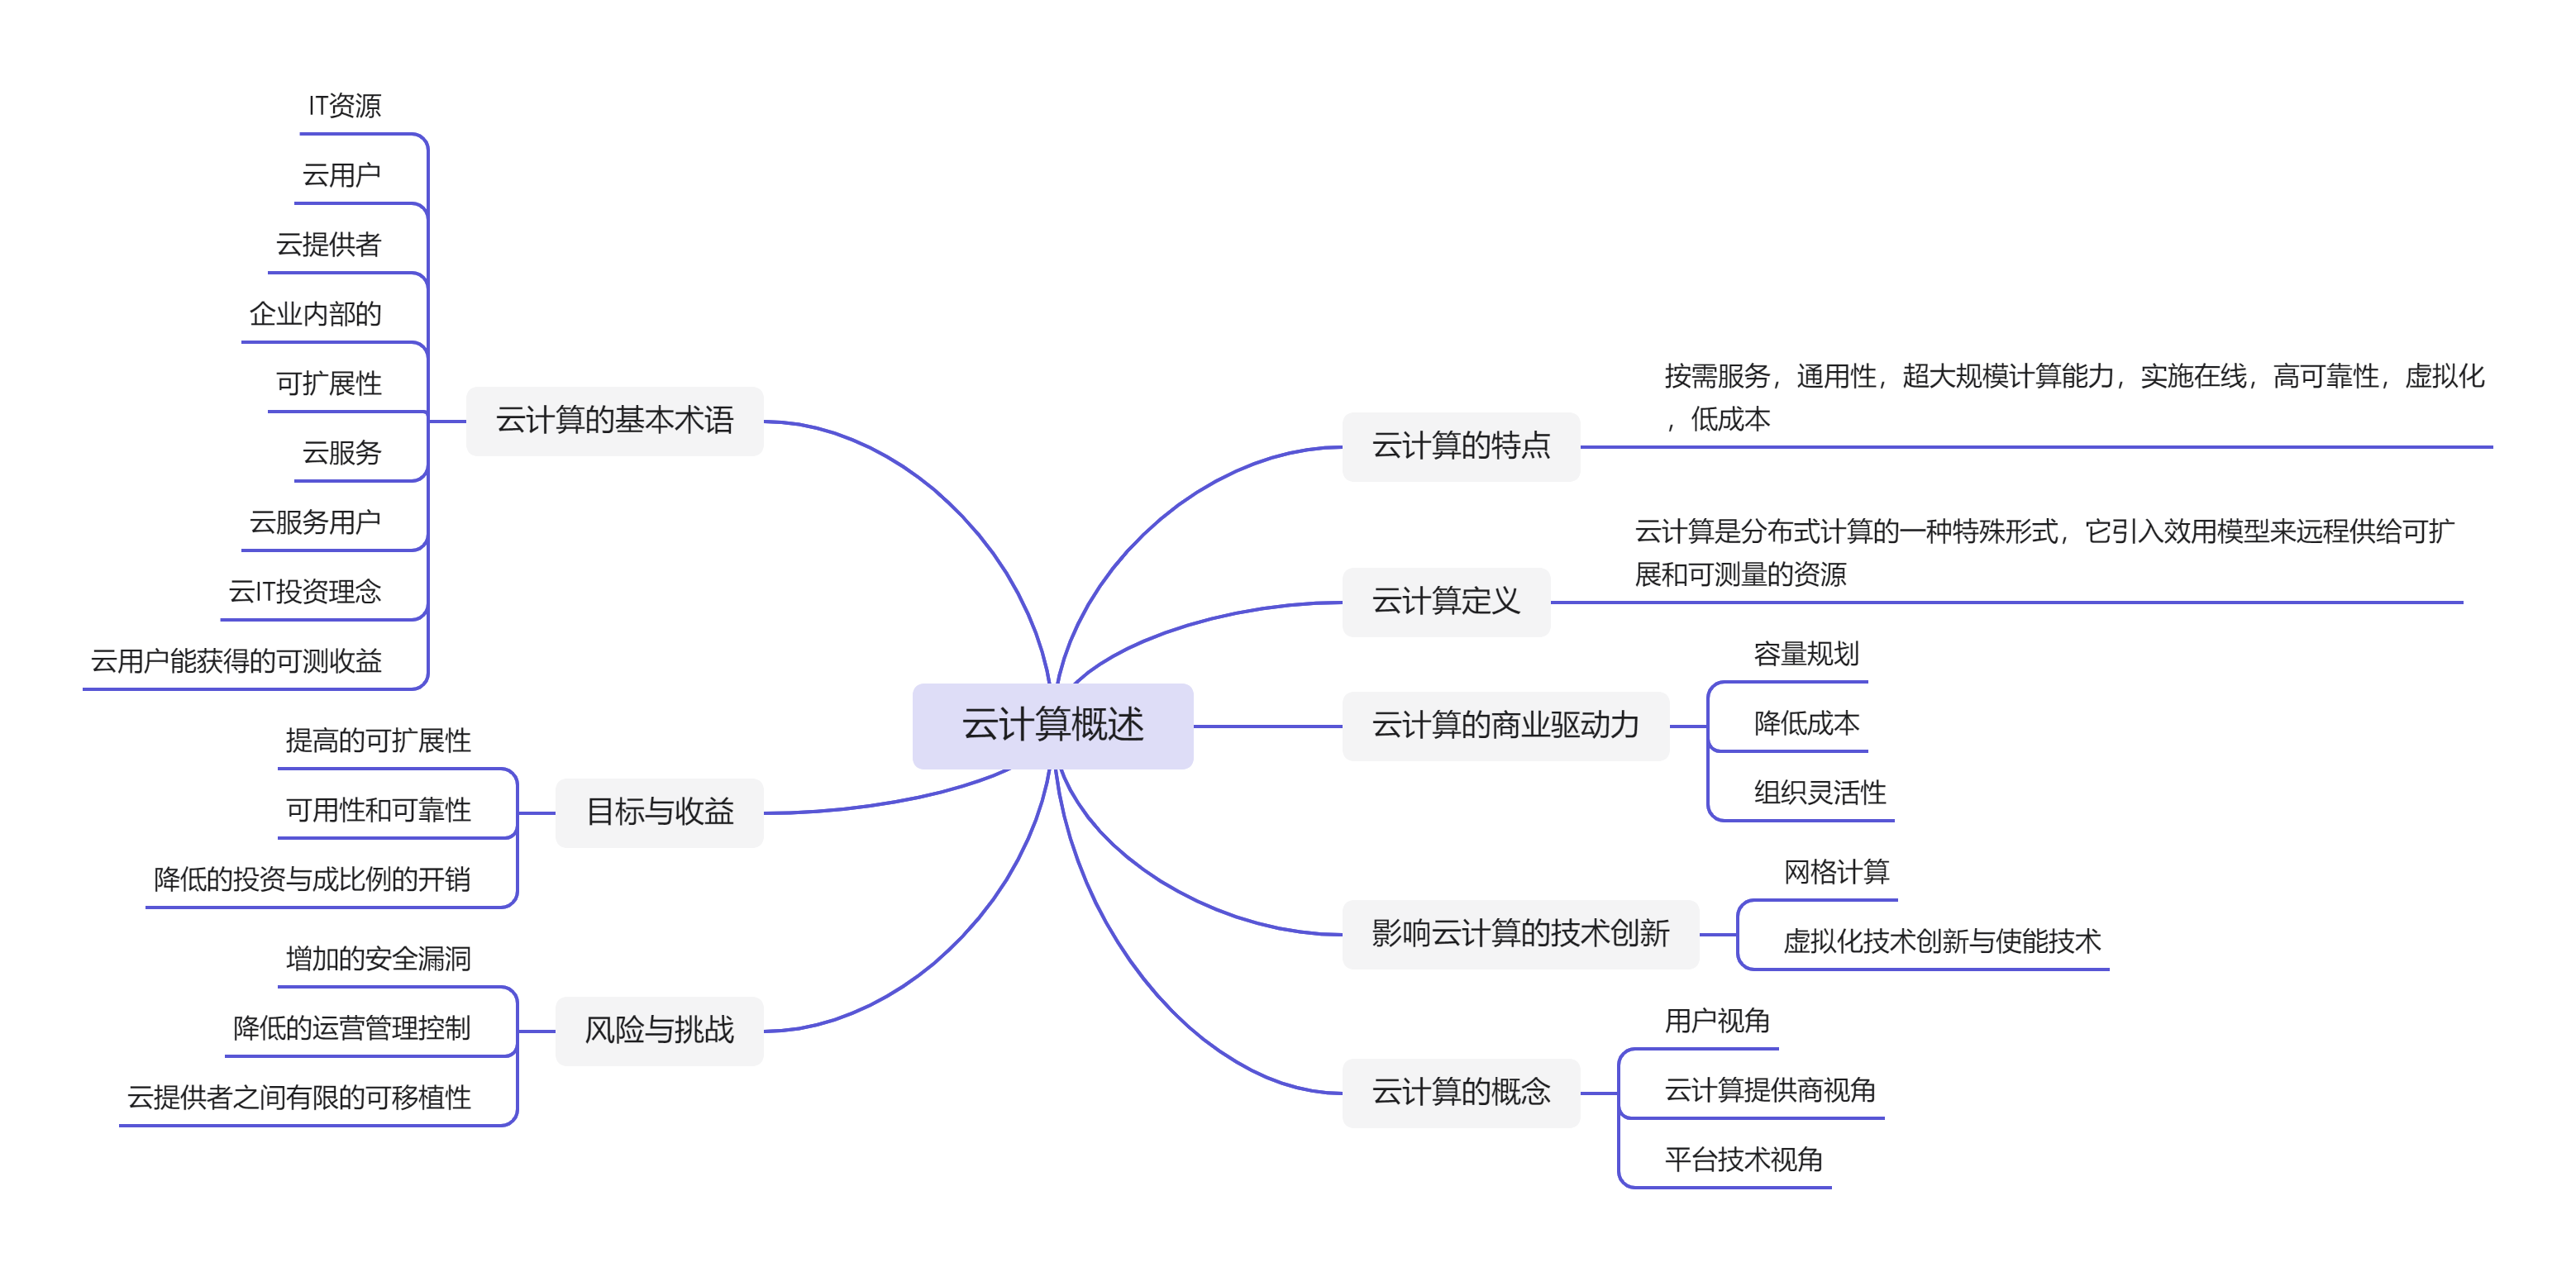 云计算概述
云计算的特点
按需服务，通用性，超大规模计算能力，实施在线，高可靠性，虚拟化
，低成本
云计算定义
云计算是分布式计算的一种特殊形式，它引入效用模型来远程供给可扩
展和可测量的资源
云计算的商业驱动力
容量规划
降低成本
组织灵活性
影响云计算的技术创新
网格计算
虚拟化技术创新与使能技术
云计算的概念
用户视角
云计算提供商视角
平台技术视角
云计算的基本术语
IT资源
云用户
云提供者
企业内部的
可扩展性
云服务
云服务用户
云IT投资理念
云用户能获得的可测收益
目标与收益
提高的可扩展性
可用性和可靠性
降低的投资与成比例的开销
风险与挑战
增加的安全漏洞
降低的运营管理控制
云提供者之间有限的可移植性